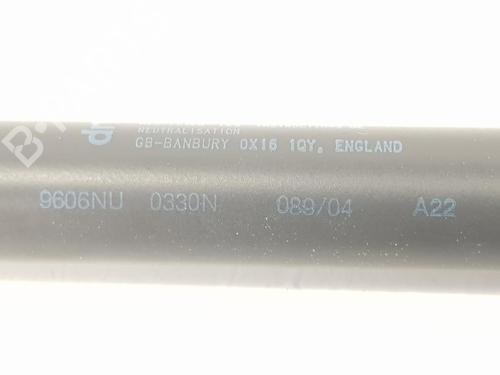 NEUTRALISATION
GB-BANBURY OX16 1QY, ENGLAND
9606NU 0330N 089/04 A22